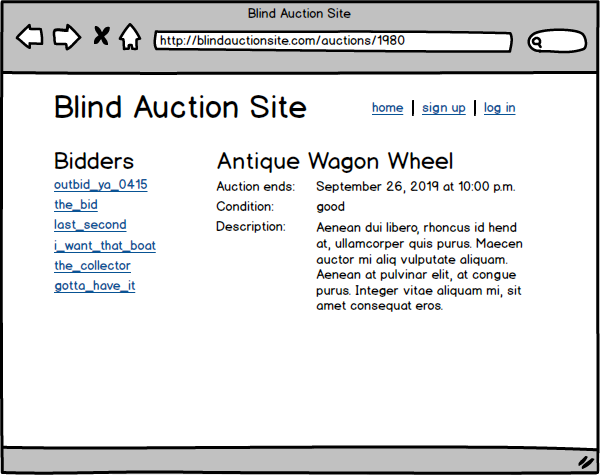 Blind Auction Site
http://blindauctionsite.com/auctions/1980
Blind Auction Site
home | sign up | log in
Bidders
outbid_ya_0415
the_bid
last_second
i_want_that_boat
the_collector
gotta_have_it
Antique Wagon Wheel
Auction ends: September 26, 2019 at 10:00 p.m.
Condition: good
Description: Aenean dui libero, rhoncus id hend
at, ullamcorper quis purus. Maecen
auctor mi aliq vulputate aliquam.
Aenean at pulvinar elit, at congue
purus. Integer vitae aliquam mi, sit
amet consequat eros.